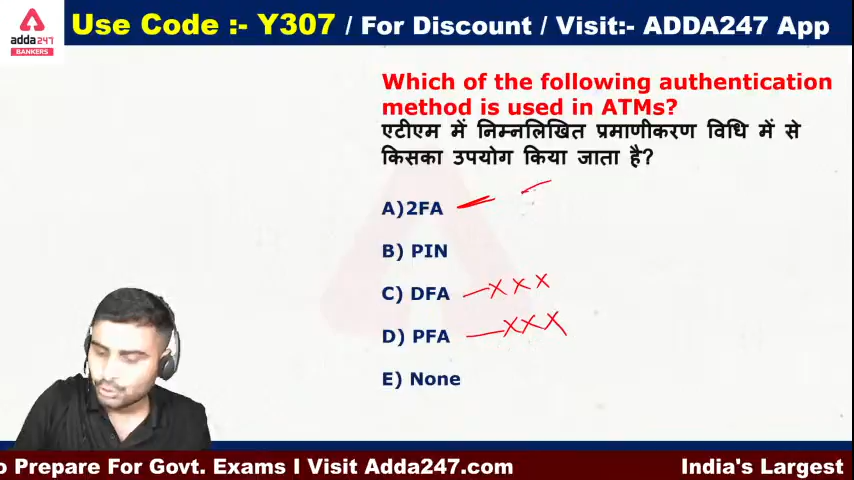 Use Code :- Y307 / For Discount / Visit:- ADDA247 App
adda247
BANKERS
Which of the following authentication
method is used in ATMs?
एटीएम में निम्नलिखित प्रमाणीकरण विधि में से
किसका उपयोग किया जाता है?
A)2FA
B) PIN
C) DFA xxx
D) PFA xxx
E) None
o Prepare For Govt. Exams I Visit Adda247.com
India's Largest